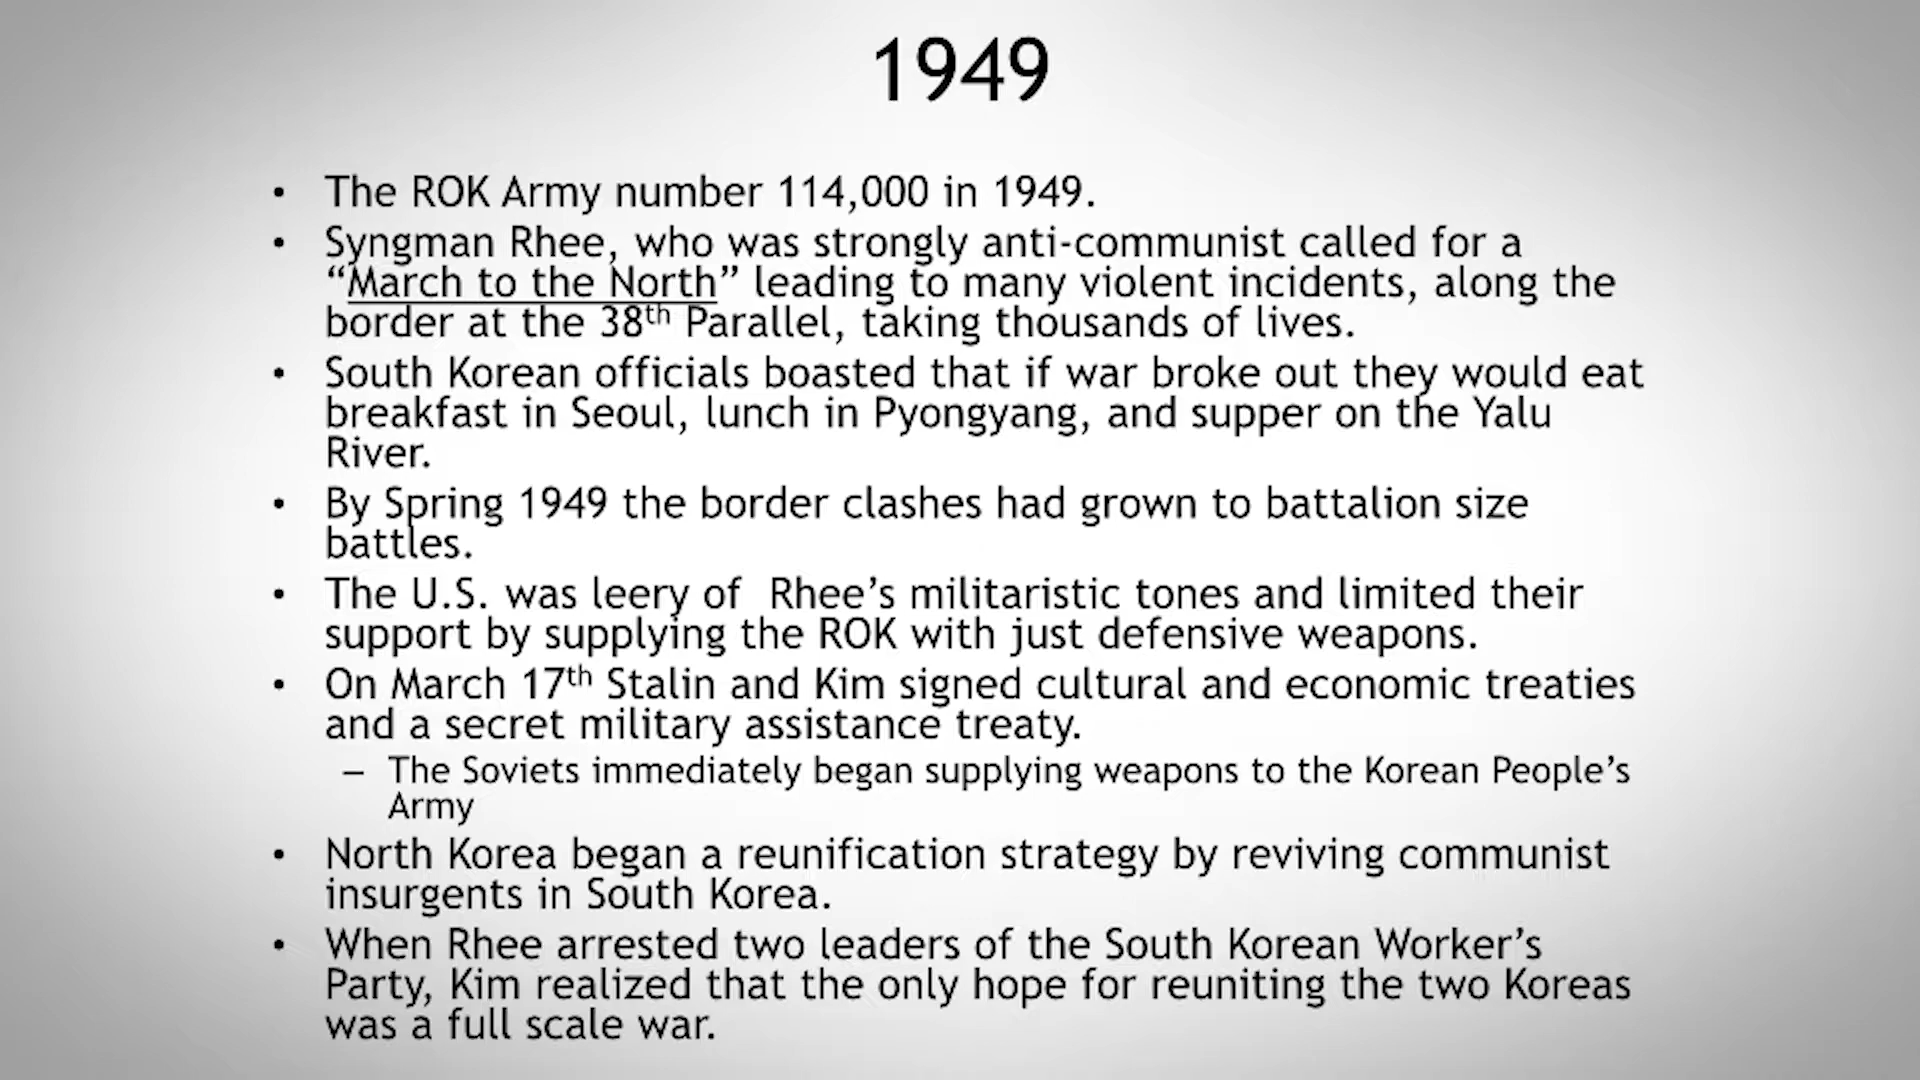 1949
• The ROK Army number 114,000 in 1949.
• Syngman Rhee, who was strongly anti-communist called for a
“March to the North” leading to many violent incidents, along the
border at the 38th Parallel, taking thousands of lives.
• South Korean officials boasted that if war broke out they would eat
breakfast in Seoul, lunch in Pyongyang, and supper on the Yalu
River.
• By Spring 1949 the border clashes had grown to battalion size
battles.
• The U.S. was leery of  Rhee’s militaristic tones and limited their
support by supplying the ROK with just defensive weapons.
• On March 17th Stalin and Kim signed cultural and economic treaties
and a secret military assistance treaty.
– The Soviets immediately began supplying weapons to the Korean People’s
Army
• North Korea began a reunification strategy by reviving communist
insurgents in South Korea.
• When Rhee arrested two leaders of the South Korean Worker’s
Party, Kim realized that the only hope for reuniting the two Koreas
was a full scale war.